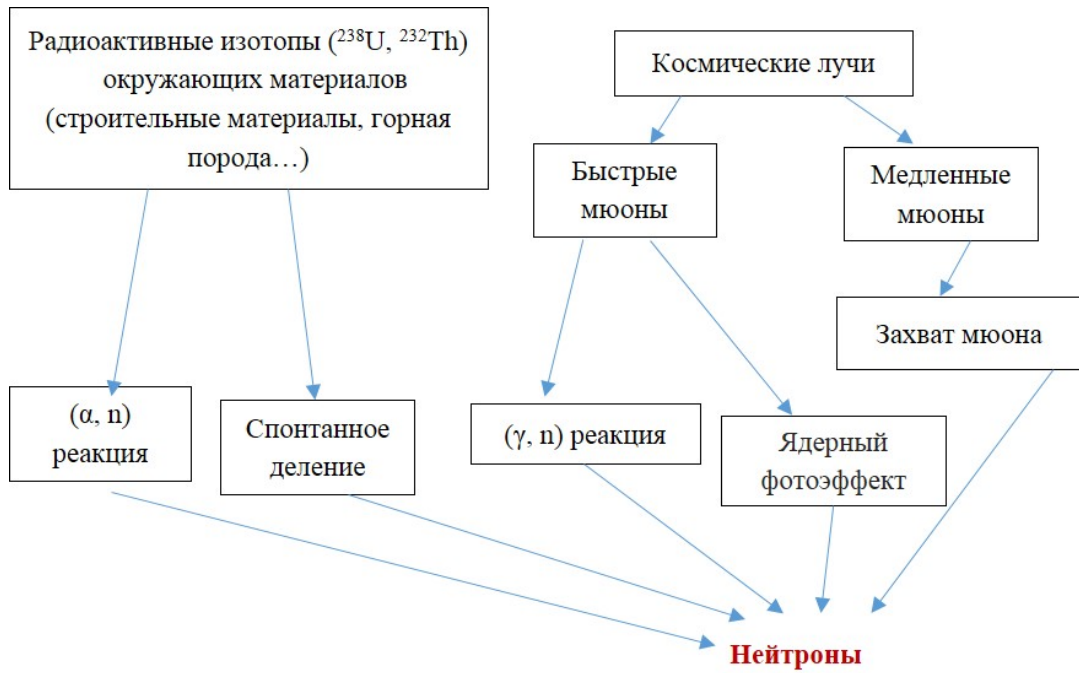 Радиоактивные изотопы (²³⁸U, ²³²Th)
окружающих материалов
(строительные материалы, горная
порода…)
Космические лучи
Быстрые
мюоны
Медленные
мюоны
Захват мюона
(α, n)
реакция
Спонтанное
деление
(γ, n) реакция
Ядерный
фотоэффект
Нейтроны